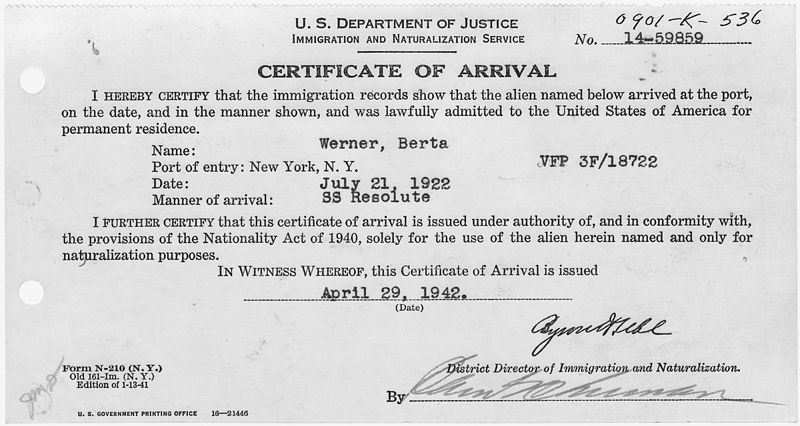 U. S. DEPARTMENT OF JUSTICE
IMMIGRATION AND NATURALIZATION SERVICE
0901-K-536
No. 14-59859
CERTIFICATE OF ARRIVAL
I HEREBY CERTIFY that the immigration records show that the alien named below arrived at the port,
on the date, and in the manner shown, and was lawfully admitted to the United States of America for
permanent residence.
Name: Werner, Berta
Port of entry: New York, N. Y. VFP 3F/18722
Date: July 21, 1922
Manner of arrival: SS Resolute
I FURTHER CERTIFY that this certificate of arrival is issued under authority of, and in conformity with,
the provisions of the Nationality Act of 1940, solely for the use of the alien herein named and only for
naturalization purposes.
IN WITNESS WHEREOF, this Certificate of Arrival is issued
April 29, 1942.
(Date)
District Director of Immigration and Naturalization.
By
Form N-210 (N. Y.)
Old 161-Im. (N. Y.)
Edition of 1-13-41
U. S. GOVERNMENT PRINTING OFFICE 16—21446